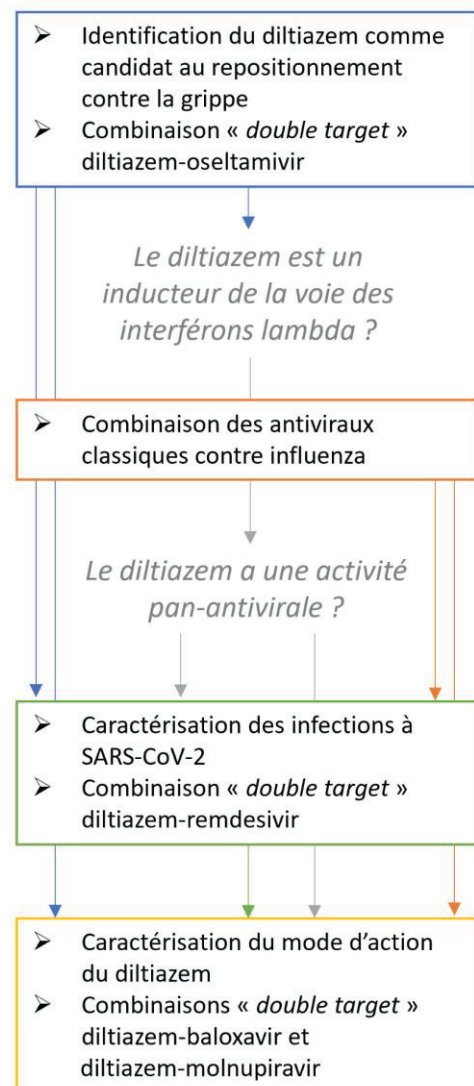 ➢ Identification du diltiazem comme
candidat au repositionnement
contre la grippe
➢ Combinaison « double target »
diltiazem-oseltamivir
Le diltiazem est un
inducteur de la voie des
interférons lambda ?
➢ Combinaison des antiviraux
classiques contre influenza
Le diltiazem a une activité
pan-antivirale ?
➢ Caractérisation des infections à
SARS-CoV-2
➢ Combinaison « double target »
diltiazem-remdesivir
➢ Caractérisation du mode d’action
du diltiazem
➢ Combinaisons « double target »
diltiazem-baloxavir et
diltiazem-molnupiravir